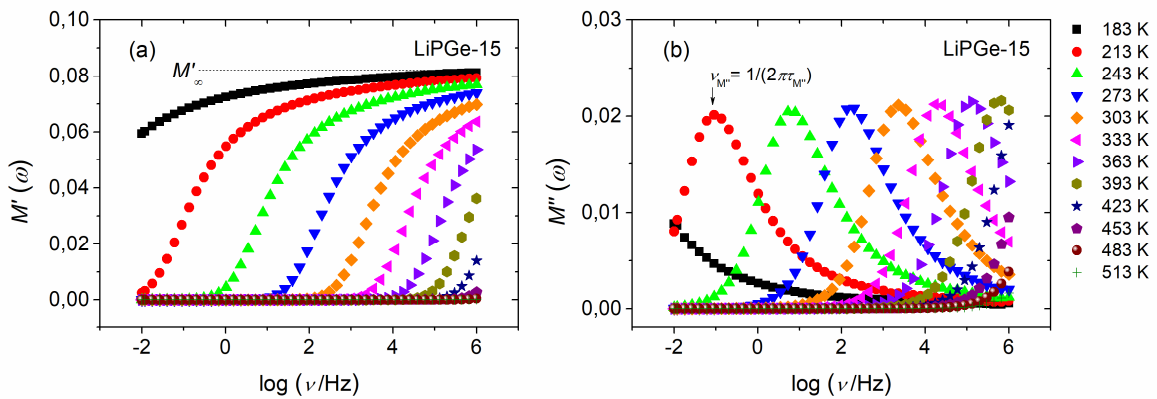 (a)
LiPGe-15
M'∞
M' (ω)
0,10
0,08
0,06
0,04
0,02
0,00
-2 0 2 4 6
log (ν/Hz)
(b)
LiPGe-15
νM'' = 1/(2πτM'')
M'' (ω)
0,03
0,02
0,01
0,00
-2 0 2 4 6
log (ν/Hz)
183 K
213 K
243 K
273 K
303 K
333 K
363 K
393 K
423 K
453 K
483 K
513 K